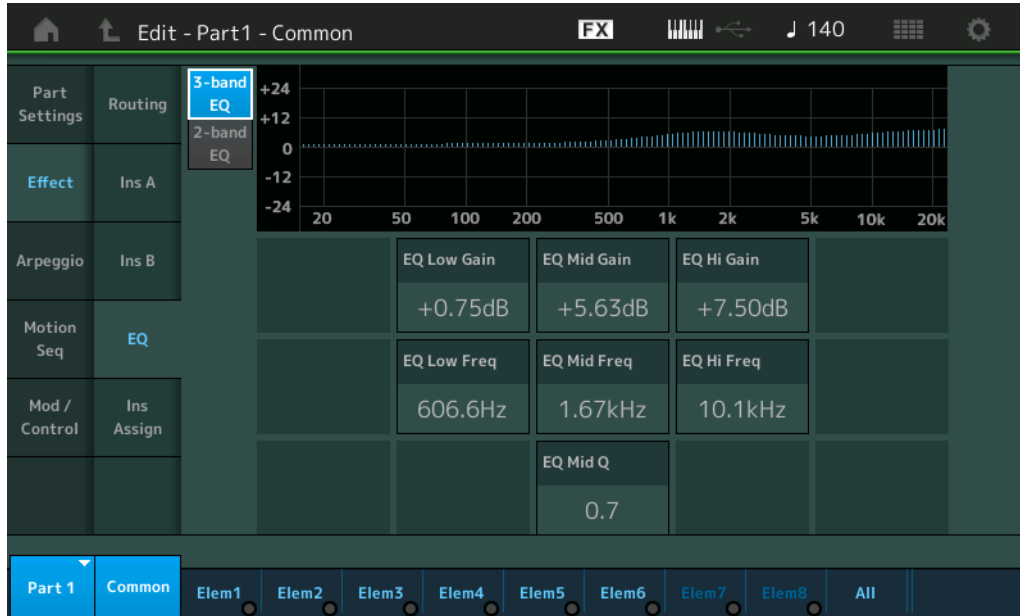 Edit - Part1 - Common
FX
♩ 140
Part
Settings
Effect
Arpeggio
Motion
Seq
Mod /
Control
Routing
Ins A
Ins B
EQ
Ins
Assign
3-band
EQ
2-band
EQ
+24
+12
0
-12
-24
20 50 100 200 500 1k 2k 5k 10k 20k
EQ Low Gain
+0.75dB
EQ Mid Gain
+5.63dB
EQ Hi Gain
+7.50dB
EQ Low Freq
606.6Hz
EQ Mid Freq
1.67kHz
EQ Hi Freq
10.1kHz
EQ Mid Q
0.7
Part 1
Common
Elem1
Elem2
Elem3
Elem4
Elem5
Elem6
Elem7
Elem8
All